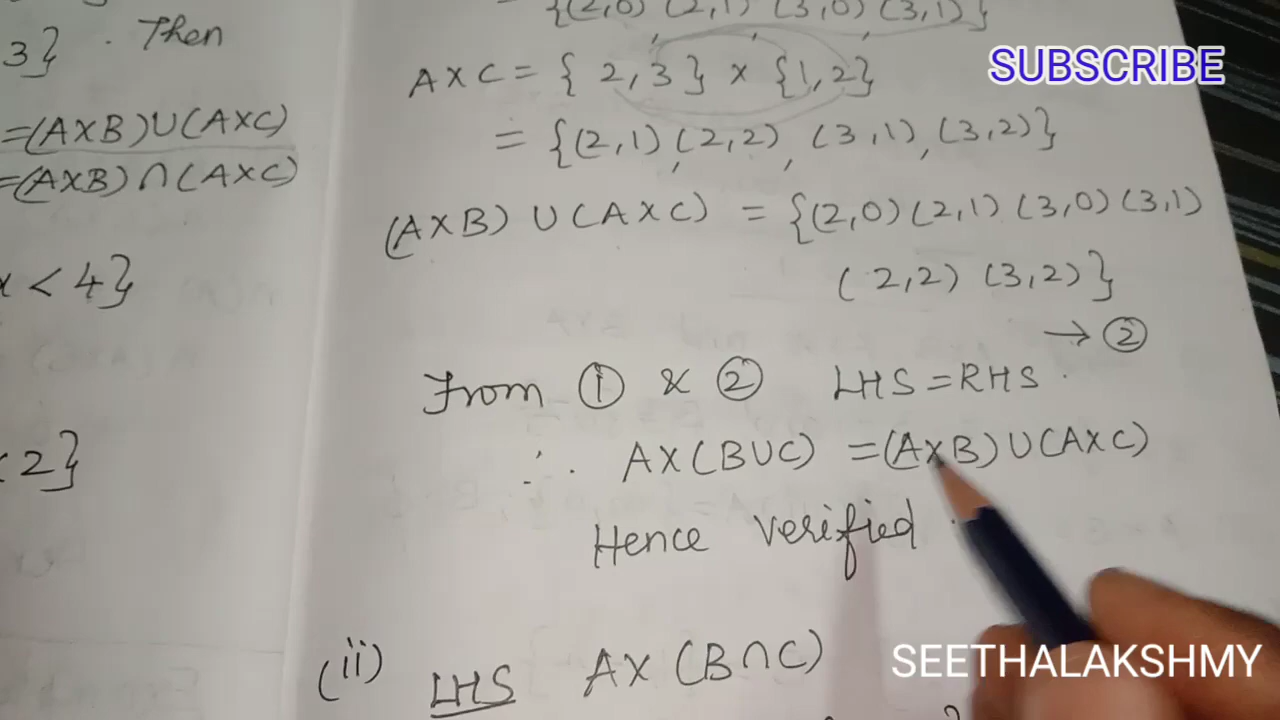 3} . Then
=(A×B)∪(A×C)
=(A×B)∩(A×C)
x < 4}
< 2}
= {(2,0) (2,1) (3,0) (3,1)}
A×C = { 2,3 } × {1,2}
= {(2,1), (2,2), (3,1), (3,2)}
(A×B) ∪ (A×C) = {(2,0) (2,1) (3,0) (3,1)
(2,2) (3,2)}
→ ②
From ① & ② LHS = RHS .
∴ A×(B∪C) = (A×B)∪(A×C)
Hence verified .
(ii) LHS A×(B∩C)
SUBSCRIBE
SEETHALAKSHMY